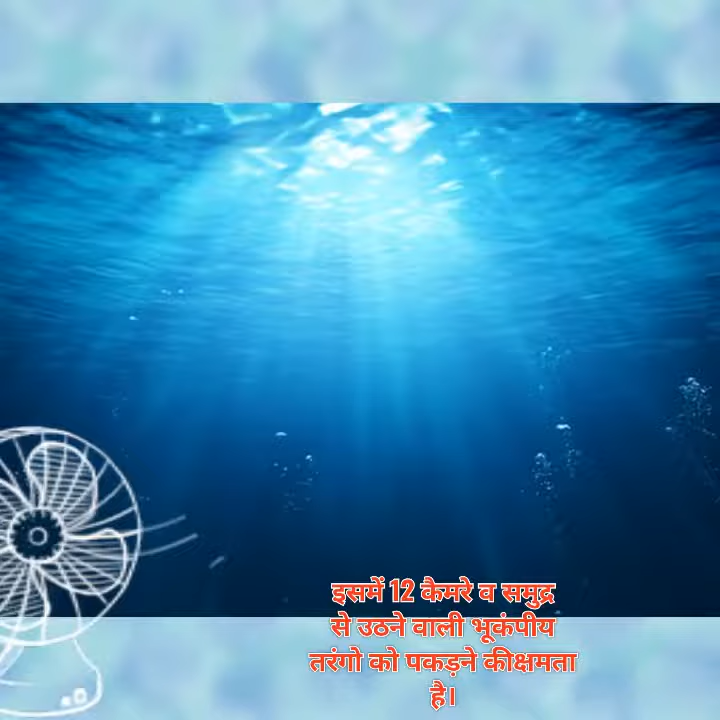 इसमें 12 कैमरे व समुद्र
से उठने वाली भूकंपीय
तरंगो को पकड़ने कीक्षमता
है।